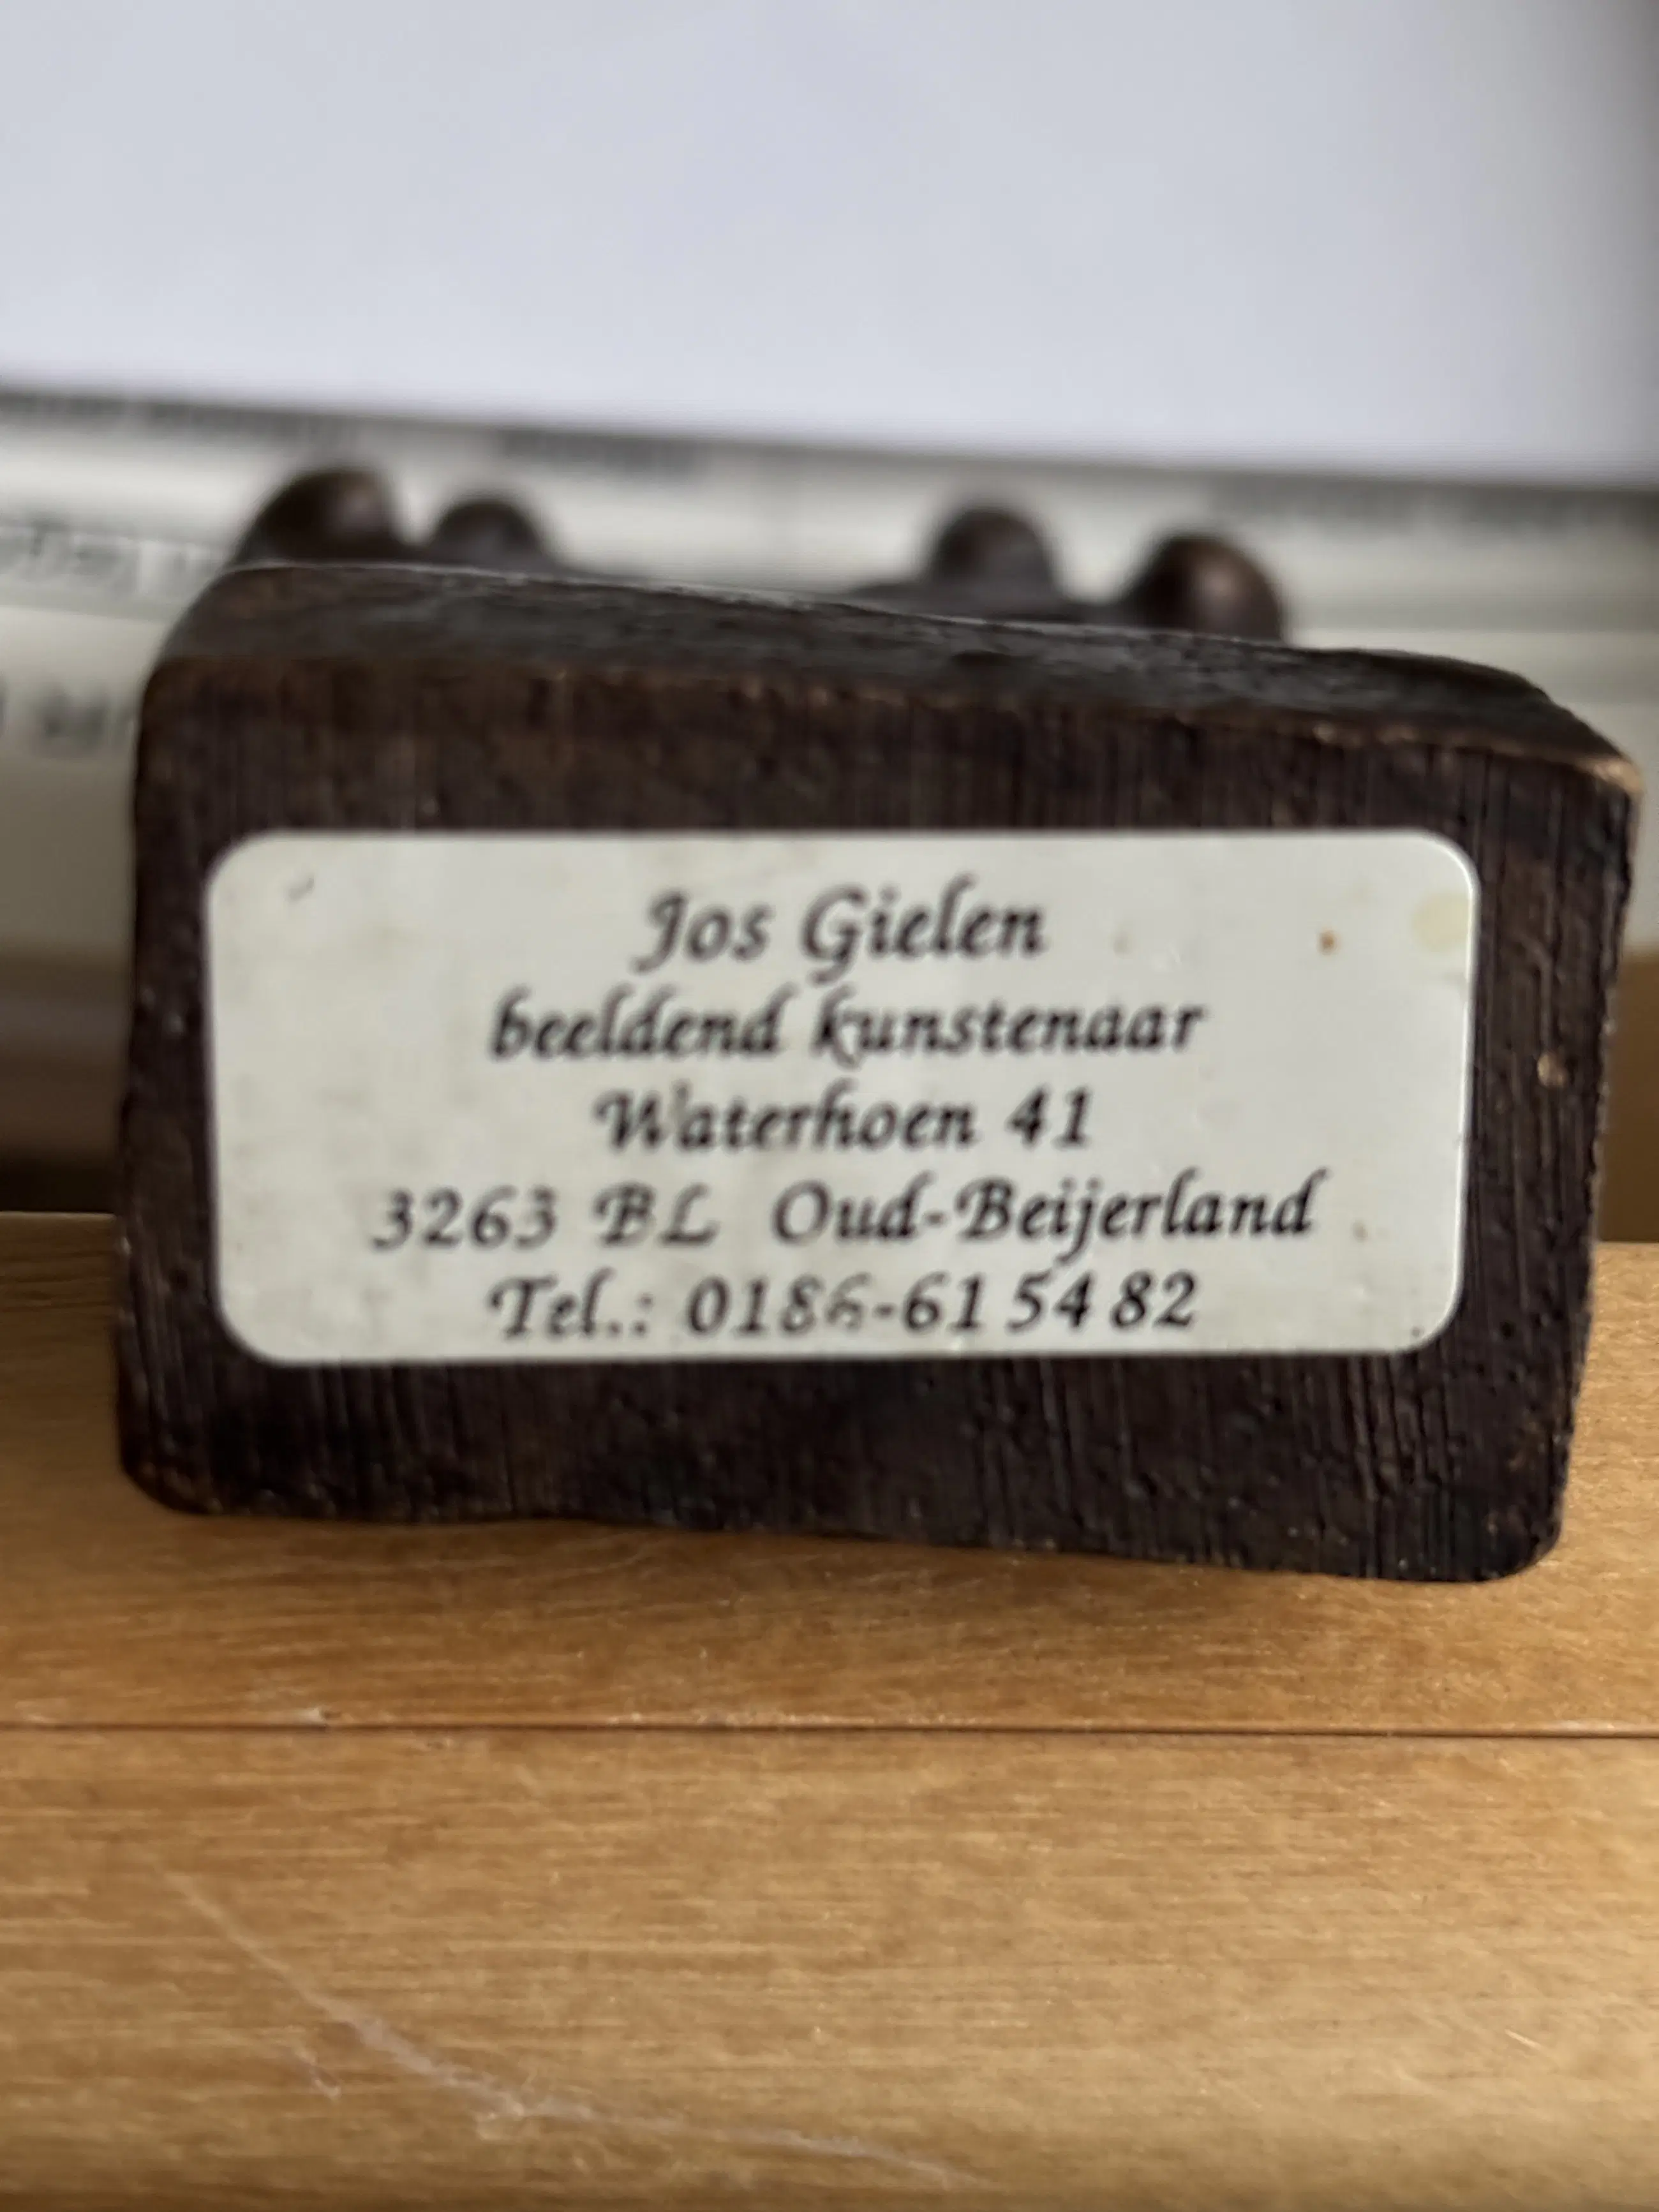 Jos Gielen
beeldend kunstenaar
Waterhoen 41
3263 BL Oud-Beijerland
Tel.: 0186-61 54 82